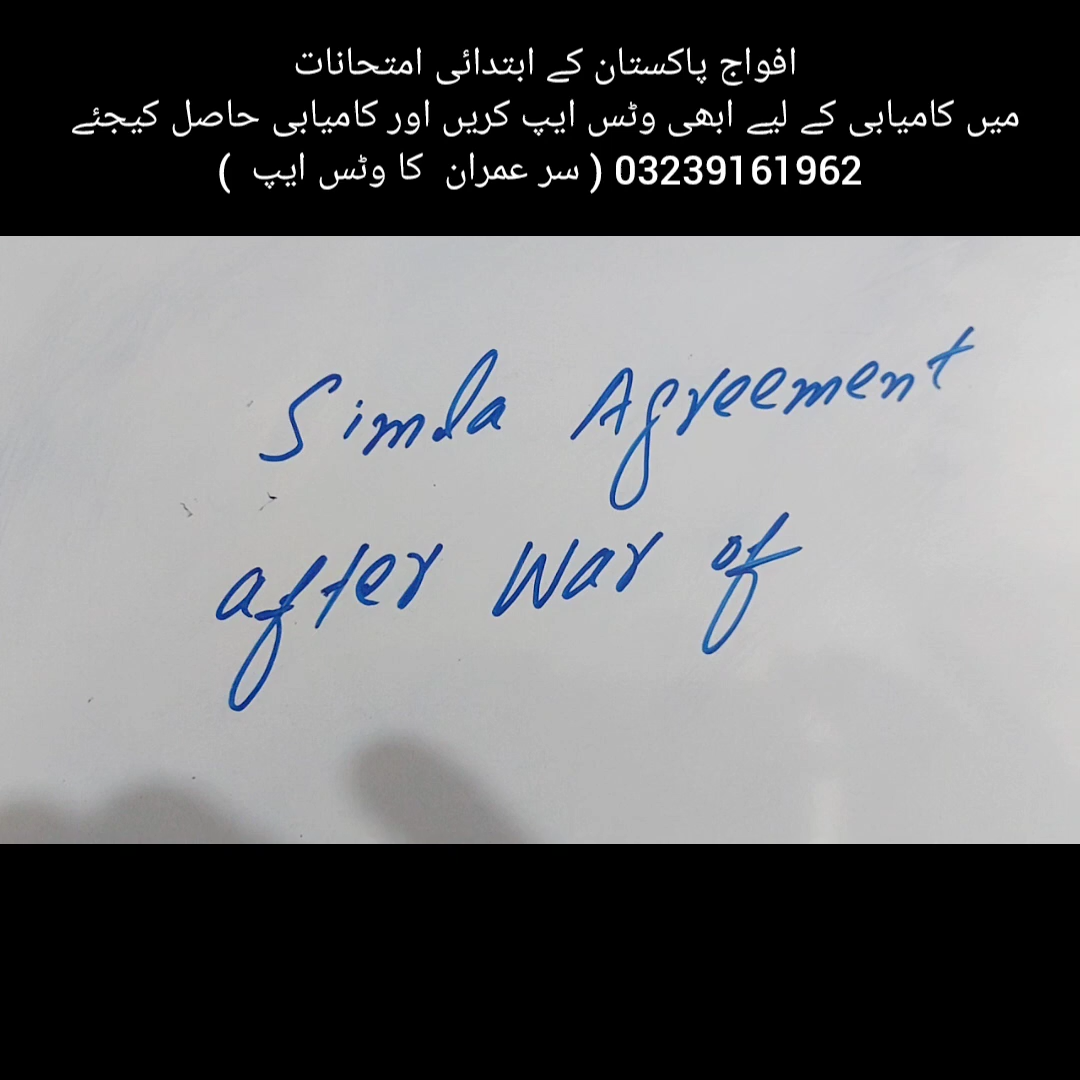 افواج پاکستان کے ابتدائی امتحانات
میں کامیابی کے لیے ابھی وٹس ایپ کریں اور کامیابی حاصل کیجئے
03239161962 ( سر عمران کا وٹس ایپ )
Simla Agreement
after War of